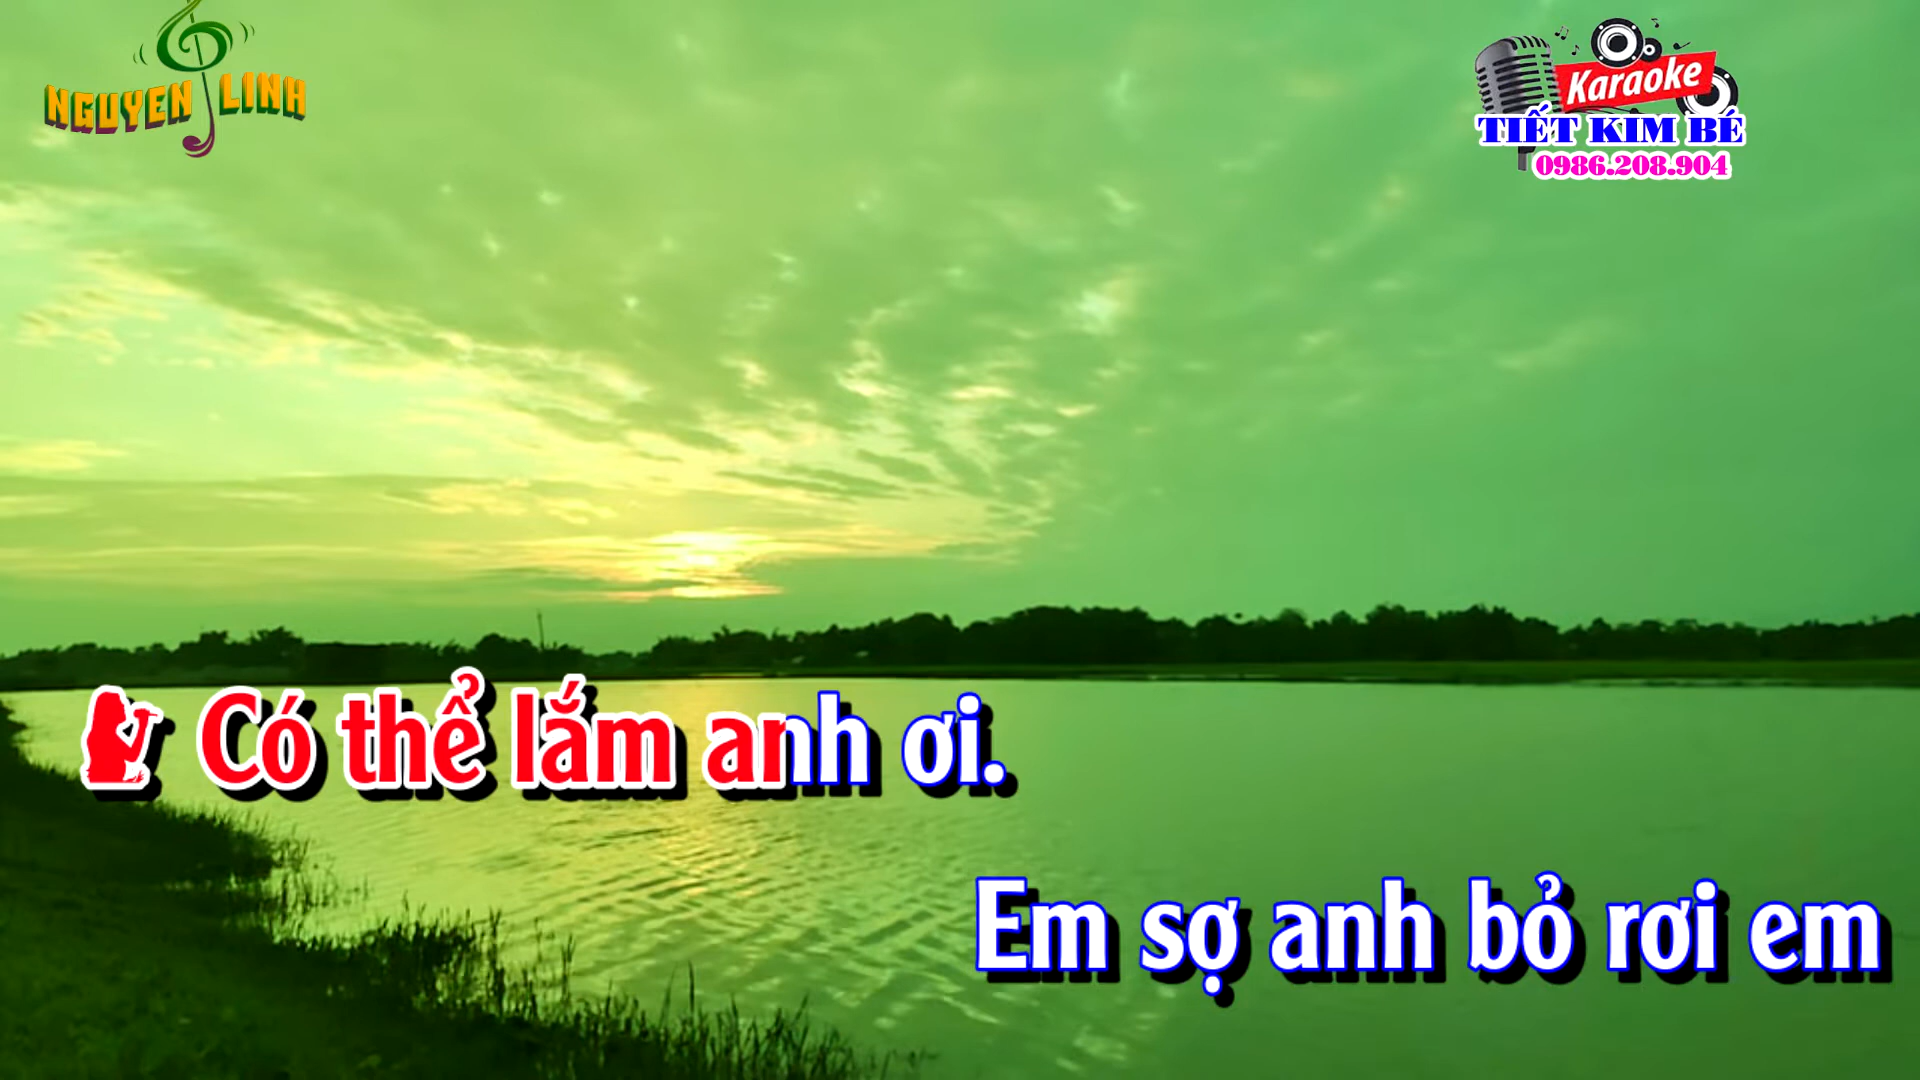 NGUYEN LINH
Karaoke
TIẾT KIM BÉ
0986.208.904
Có thể lắm anh ơi.
Em sợ anh bỏ rơi em